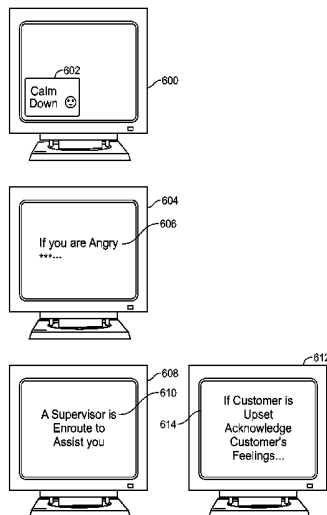 602
Calm
Down
600
604
If you are Angry
606
***...
608
612
A Supervisor is
610
Enroute to
Assist you
If Customer is
Upset
614
Acknowledge
Customer's
Feelings...